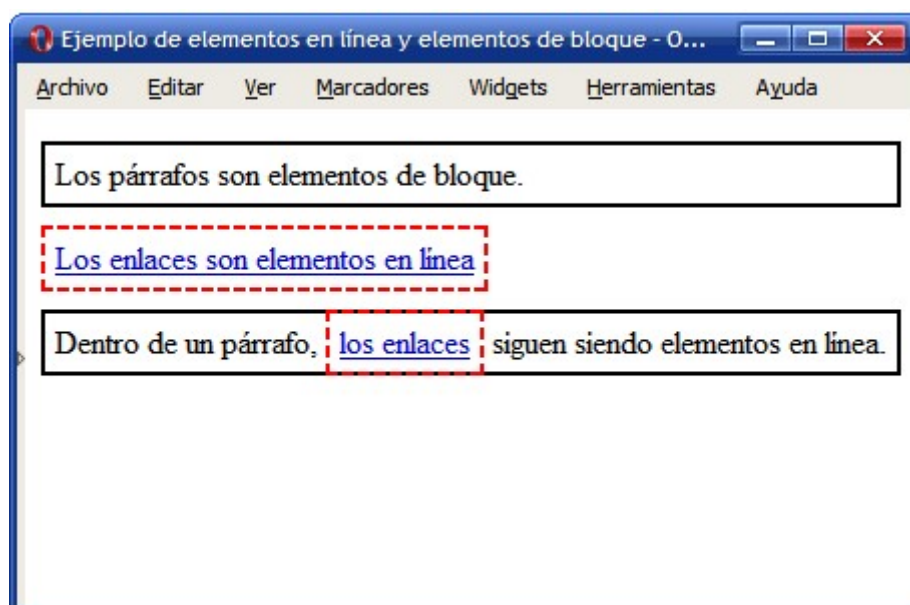 Ejemplo de elementos en línea y elementos de bloque - O...
Archivo Editar Ver Marcadores Widgets Herramientas Ayuda
Los párrafos son elementos de bloque.
Los enlaces son elementos en línea
Dentro de un párrafo, los enlaces siguen siendo elementos en línea.